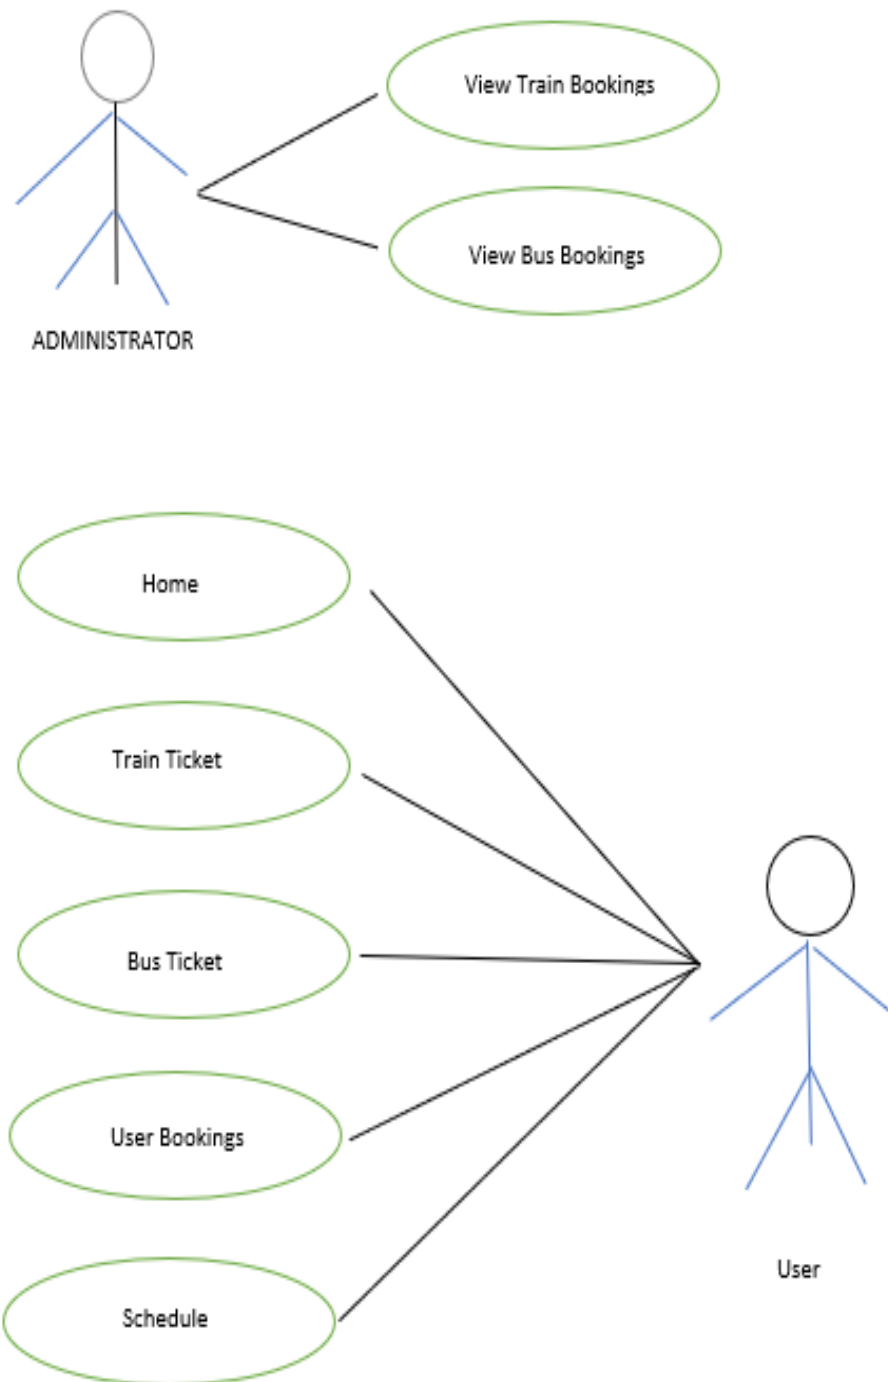 View Train Bookings
View Bus Bookings
ADMINISTRATOR
Home
Train Ticket
Bus Ticket
User Bookings
User
Schedule